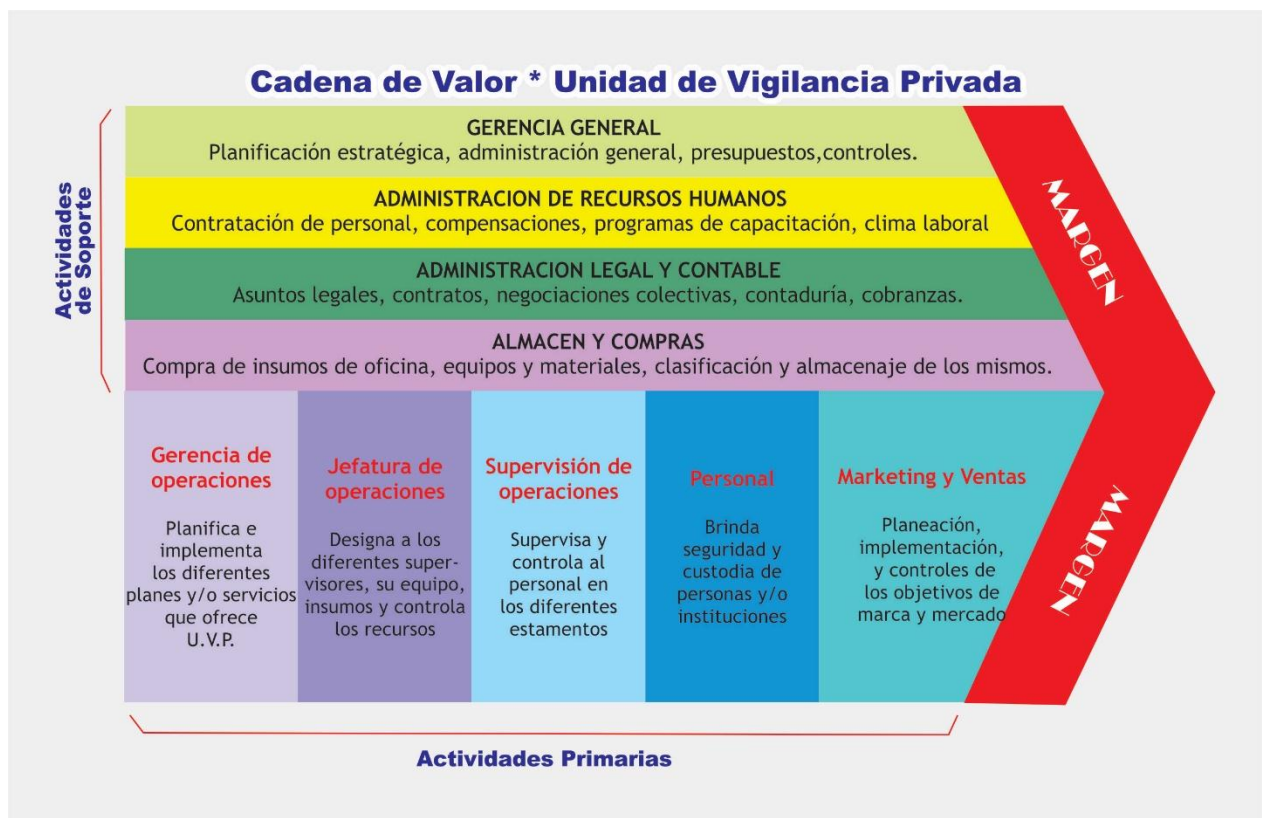 Cadena de Valor * Unidad de Vigilancia Privada
Actividades
de Soporte
GERENCIA GENERAL
Planificación estratégica, administración general, presupuestos,controles.
ADMINISTRACION DE RECURSOS HUMANOS
Contratación de personal, compensaciones, programas de capacitación, clima laboral
ADMINISTRACION LEGAL Y CONTABLE
Asuntos legales, contratos, negociaciones colectivas, contaduría, cobranzas.
ALMACEN Y COMPRAS
Compra de insumos de oficina, equipos y materiales, clasificación y almacenaje de los mismos.
MARGEN
Gerencia de
operaciones
Planifica e
implementa
los diferentes
planes y/o servicios
que ofrece
U.V.P.
Jefatura de
operaciones
Designa a los
diferentes super-
visores, su equipo,
insumos y controla
los recursos
Supervisión de
operaciones
Supervisa y
controla al
personal en
los diferentes
estamentos
Personal
Brinda
seguridad y
custodia de
personas y/o
instituciones
Marketing y Ventas
Planeación,
implementación,
y controles de
los objetivos de
marca y mercado
MARGEN
Actividades Primarias